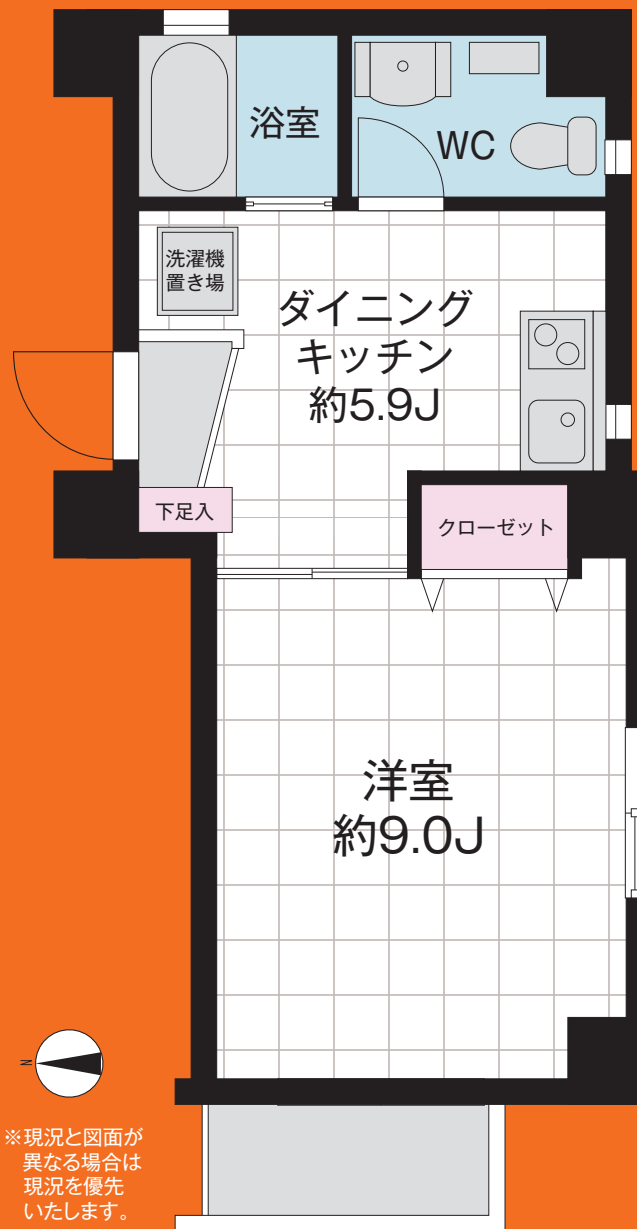 浴室
WC
洗濯機
置き場
ダイニング
キッチン
約5.9J
下足入
クローゼット
洋室
約9.0J
N
※現況と図面が
異なる場合は
現況を優先
いたします。